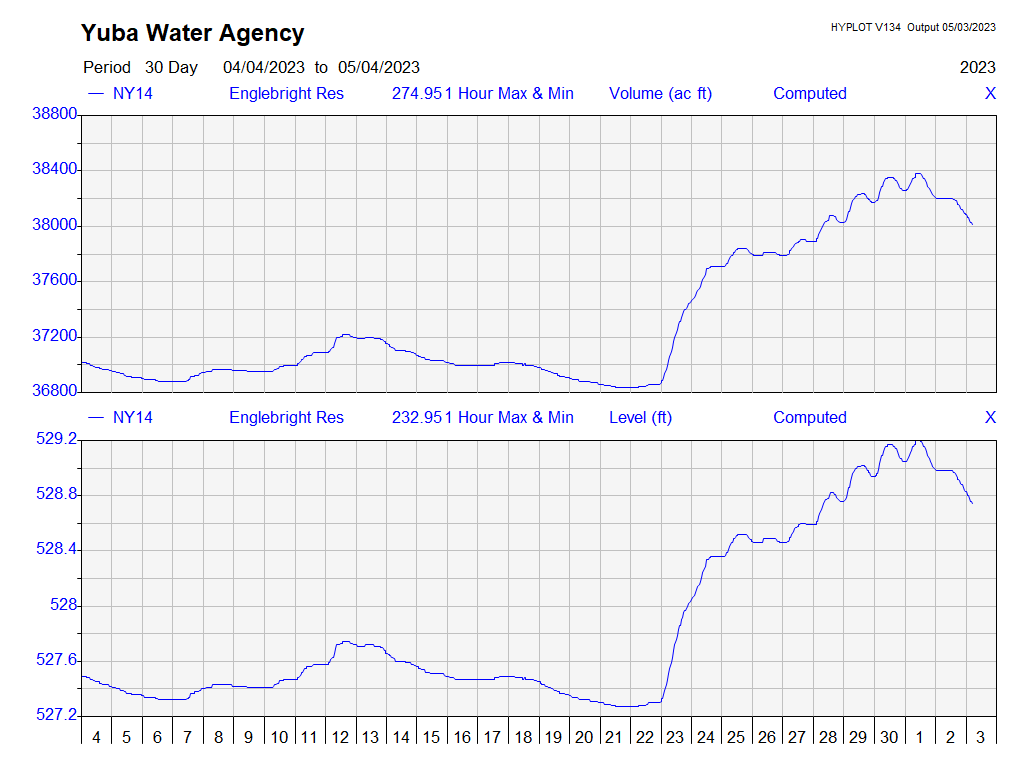 Yuba Water Agency
HYPLOT V134 Output 05/03/2023
Period 30 Day 04/04/2023 to 05/04/2023 2023
NY14 Englebright Res 274.951 Hour Max & Min Volume (ac ft) Computed X
38800
38400
38000
37600
37200
36800
NY14 Englebright Res 232.951 Hour Max & Min Level (ft) Computed X
529.2
528.8
528.4
528
527.6
527.2
4 5 6 7 8 9 10 11 12 13 14 15 16 17 18 19 20 21 22 23 24 25 26 27 28 29 30 1 2 3